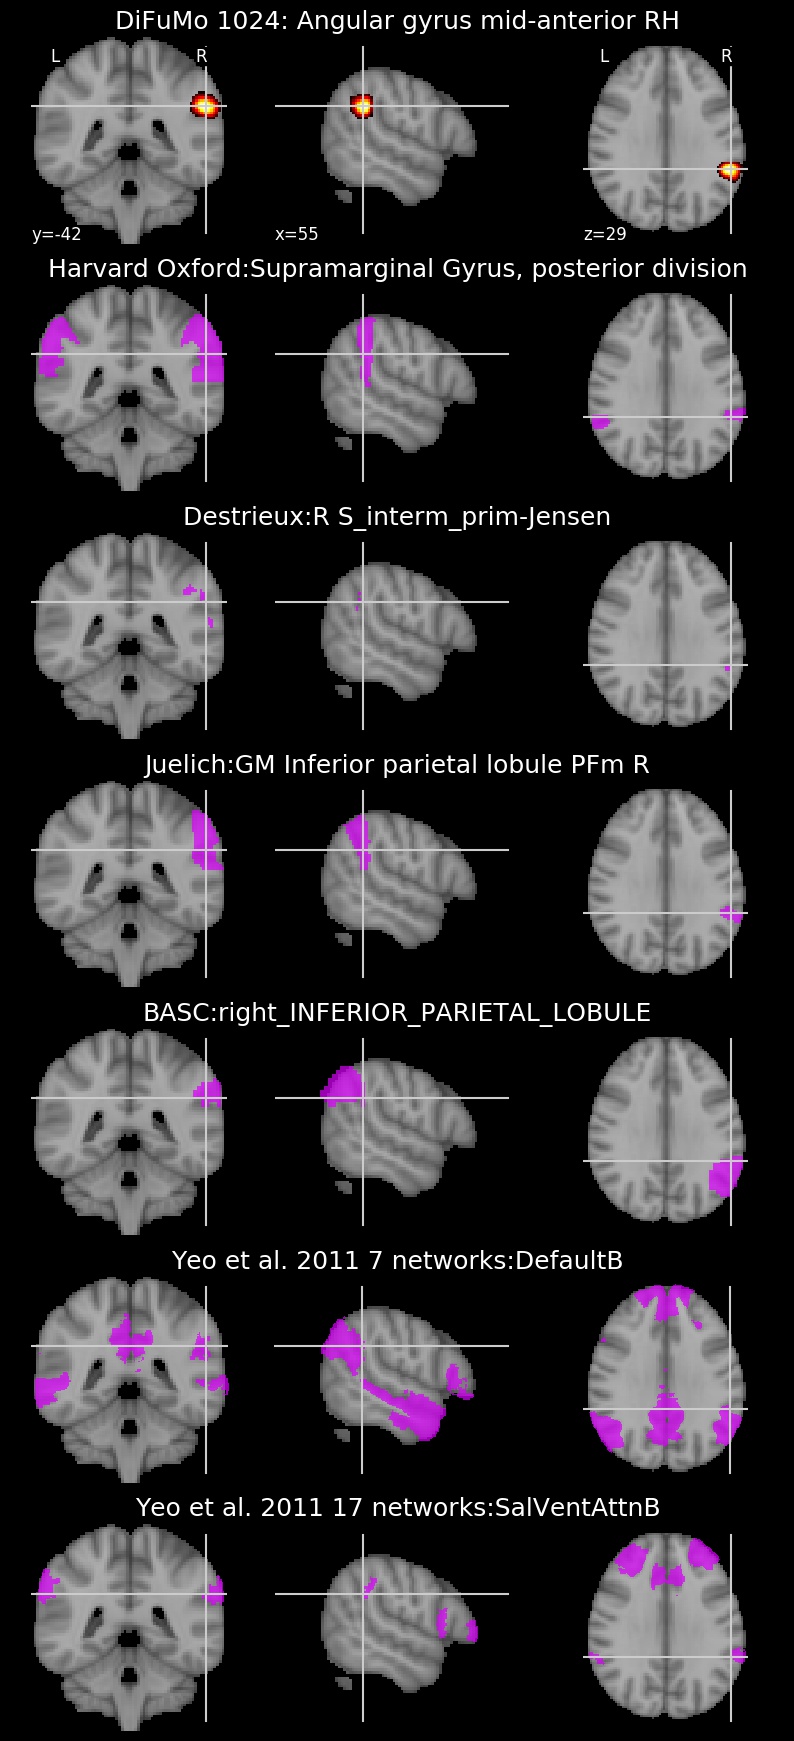 DiFuMo 1024: Angular gyrus mid-anterior RH
L R L R
y=-42 x=55 z=29
Harvard Oxford:Supramarginal Gyrus, posterior division
Destrieux:R S_interm_prim-Jensen
Juelich:GM Inferior parietal lobule PFm R
BASC:right_INFERIOR_PARIETAL_LOBULE
Yeo et al. 2011 7 networks:DefaultB
Yeo et al. 2011 17 networks:SalVentAttnB